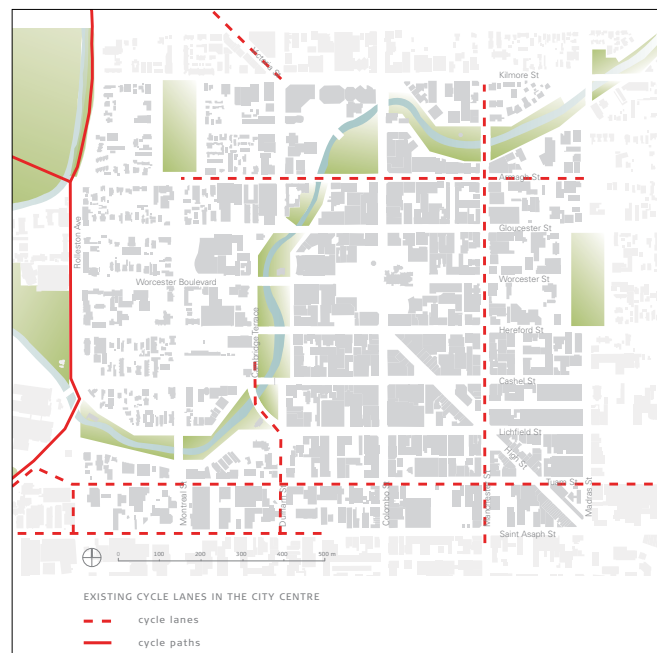 Victoria St
Kilmore St
Armagh St
Gloucester St
Rolleston Ave
Worcester Boulevard
Worcester St
Cambridge Terrace
Hereford St
Cashel St
Lichfield St
High St
Tuam St
Montreal St
Durham St
Colombo St
Manchester St
Madras St
Saint Asaph St
0 100 200 300 400 500 m
EXISTING CYCLE LANES IN THE CITY CENTRE
cycle lanes
cycle paths